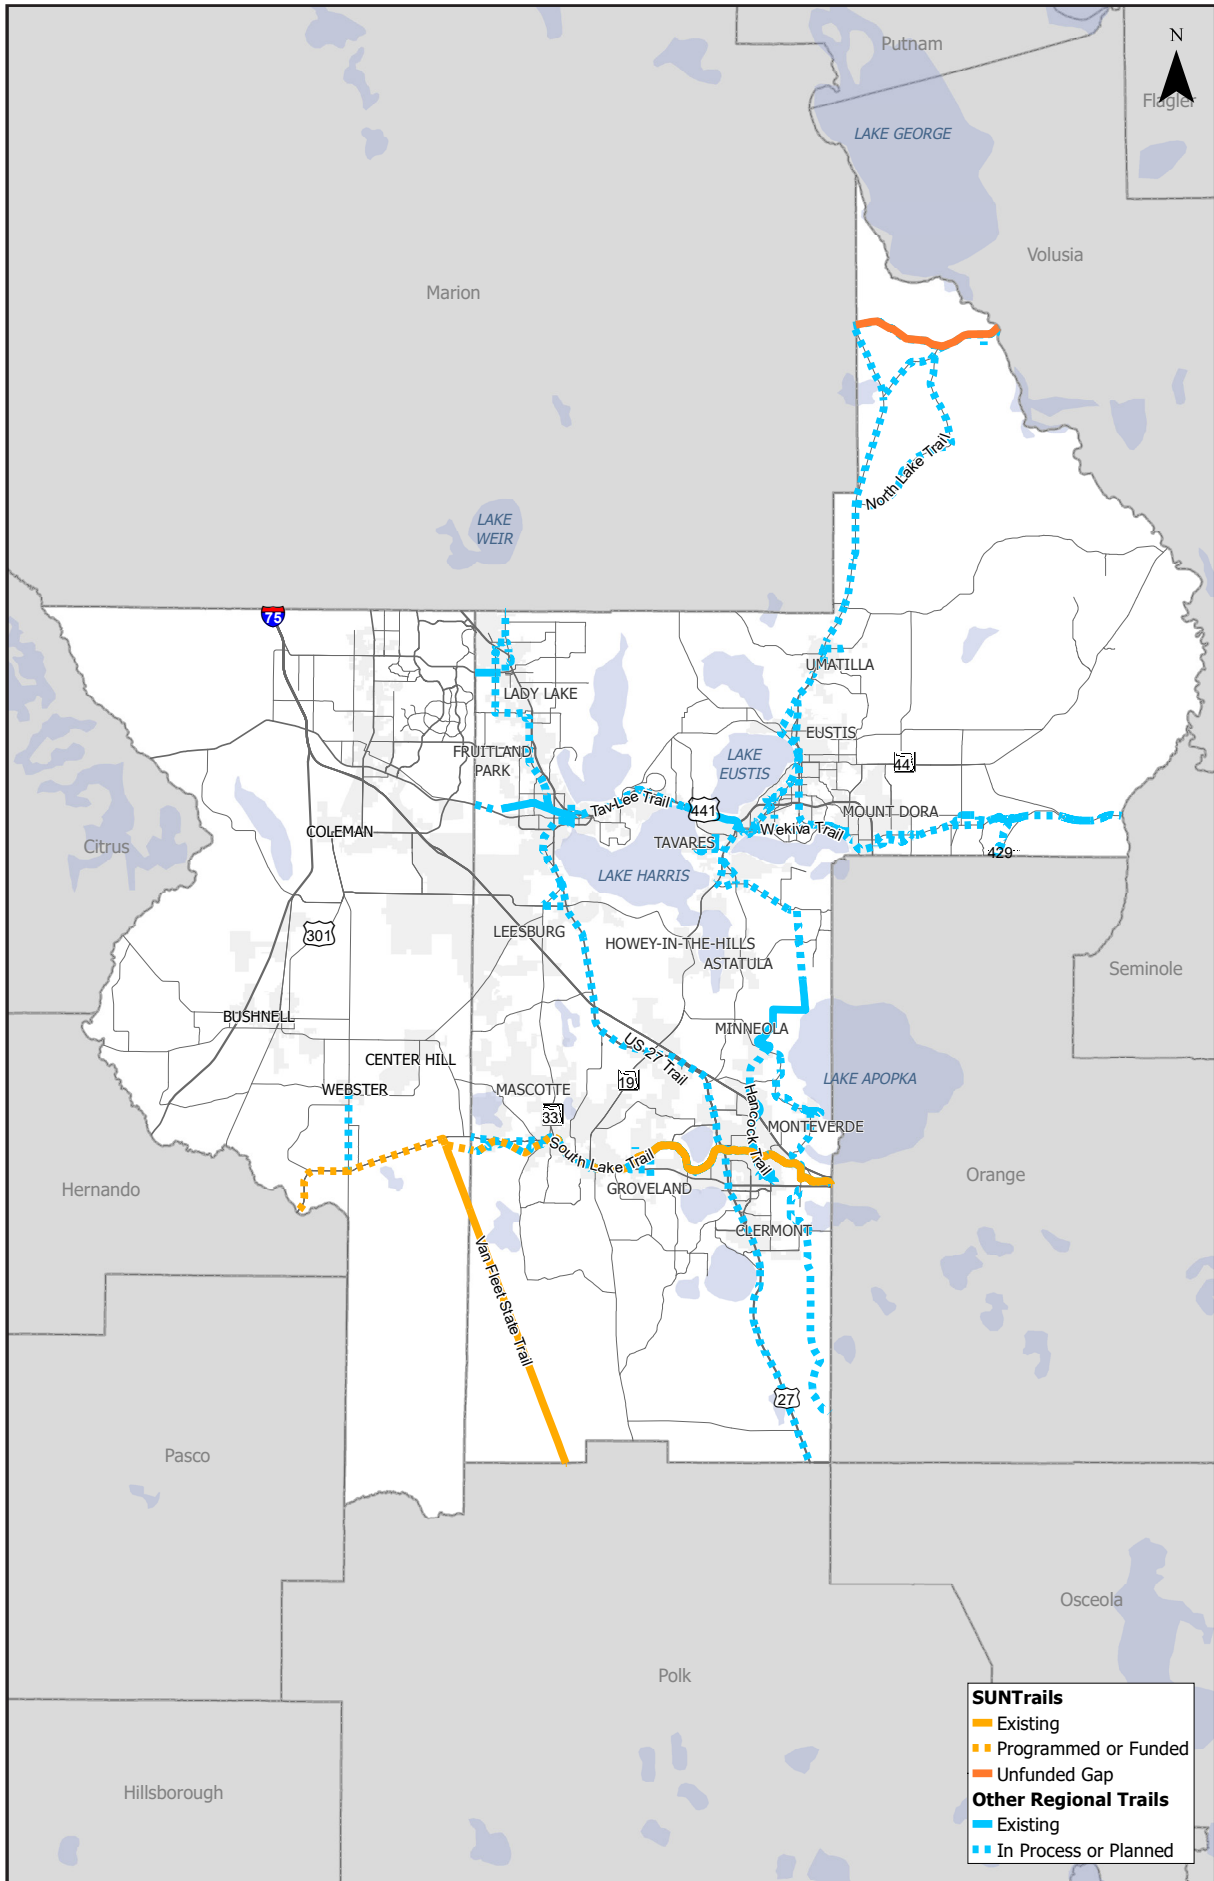 Putnam
N
Flagler
LAKE GEORGE
Volusia
Marion
North Lake Trail
LAKE
WEIR
75
UMATILLA
LADY LAKE
EUSTIS
FRUITLAND
PARK
LAKE
EUSTIS
44
Tav-Lee Trail
441
MOUNT DORA
COLEMAN
Wekiva Trail
Citrus
TAVARES
429
LAKE HARRIS
301
LEESBURG
HOWEY-IN-THE-HILLS
ASTATULA
Seminole
BUSHNELL
MINNEOLA
US-27 Trail
CENTER HILL
LAKE APOPKA
WEBSTER
MASCOTTE
19
Hancock Trail
33
MONTEVERDE
South Lake Trail
Hernando
GROVELAND
Orange
CLERMONT
Van Fleet State Trail
27
Pasco
Osceola
Polk
Hillsborough
SUNTrails
Existing
Programmed or Funded
Unfunded Gap
Other Regional Trails
Existing
In Process or Planned